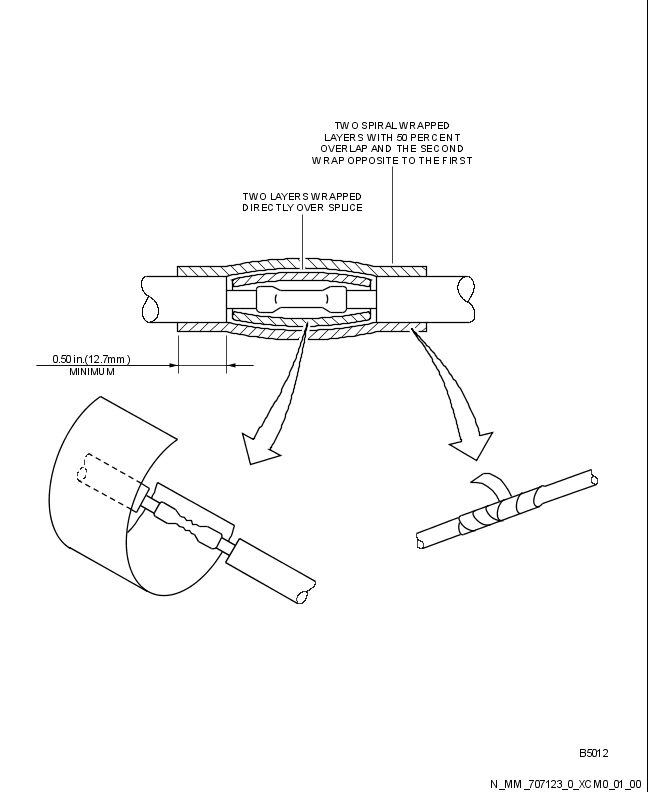 TWO SPIRAL WRAPPED
LAYERS WITH 50 PERCENT
OVERLAP AND THE SECOND
WRAP OPPOSITE TO THE FIRST
TWO LAYERS WRAPPED
DIRECTLY OVER SPLICE
0.50 in.(12.7mm)
MINIMUM
B5012
N_MM_707123_0_XCM0_01_00